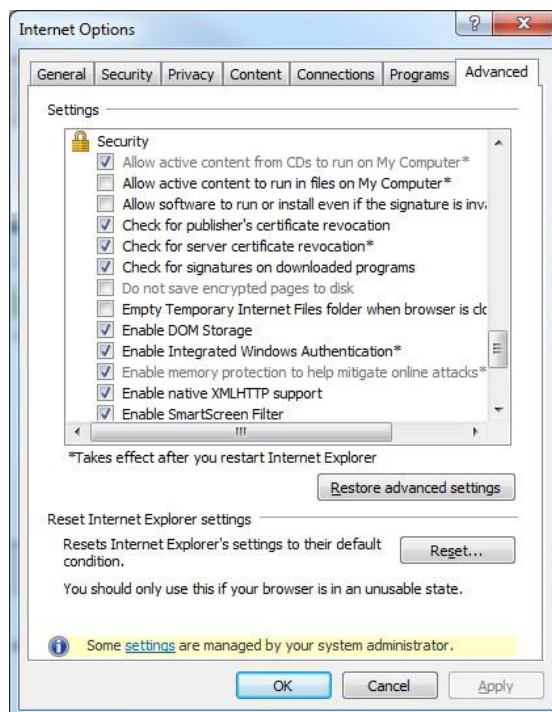 Internet Options
General Security Privacy Content Connections Programs Advanced
Settings
Security
Allow active content from CDs to run on My Computer*
Allow active content to run in files on My Computer*
Allow software to run or install even if the signature is
Check for publisher's certificate revocation
Check for server certificate revocation*
Check for signatures on downloaded programs
Do not save encrypted pages to disk
Empty Temporary Internet Files folder when browser is
Enable DOM Storage
Enable Integrated Windows Authentication*
Enable memory protection to help mitigate online attacks*
Enable native XMLHTTP support
Enable SmartScreen Filter
*Takes effect after you restart Internet Explorer
Restore advanced settings
Reset Internet Explorer settings
Resets Internet Explorer's settings to their default
condition.
Reset...
You should only use this if your browser is in an unusable state.
Some settings are managed by your system administrator.
OK Cancel Apply